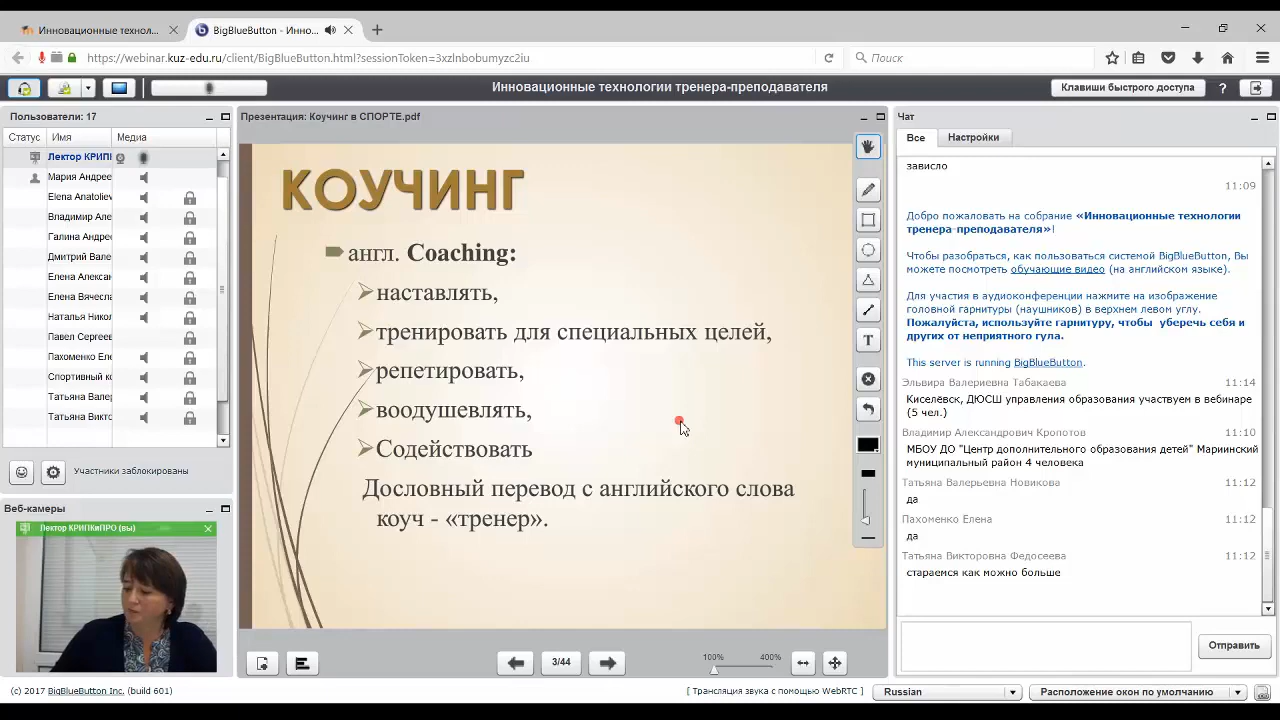 Инновационные технол...
BigBlueButton - Инно...
https://webinar.kuz-edu.ru/client/BigBlueButton.html?sessionToken=3xzlnbobumyzc2iu
Поиск
Инновационные технологии тренера-преподавателя
Клавиши быстрого доступа
?
Пользователи: 17
Статус Имя Медиа
Лектор КРИПКи
Мария Андрее
Elena Anatoliev
Владимир Але
Галина Андрес
Дмитрий Вале
Елена Алексан
Елена Вячесла
Наталья Никол
Павел Сергеев
Пахоменко Еле
Спортивный ко
Татьяна Валер
Татьяна Викто
Участники заблокированы
Веб-камеры
Лектор КРИПКиПРО (вы)
Презентация: Коучинг в СПОРТЕ.pdf
КОУЧИНГ
англ. Coaching:
наставлять,
тренировать для специальных целей,
репетировать,
воодушевлять,
Содействовать
Дословный перевод с английского слова
коуч - «тренер».
T
3/44
100% 400%
Чат
Все Настройки
зависло
11:09
Добро пожаловать на собрание «Инновационные технологии
тренера-преподавателя»!
Чтобы разобраться, как пользоваться системой BigBlueButton, Вы
можете посмотреть обучающие видео (на английском языке).
Для участия в аудиоконференции нажмите на изображение
головной гарнитуры (наушников) в верхнем левом углу.
Пожалуйста, используйте гарнитуру, чтобы уберечь себя и
других от неприятного гула.
This server is running BigBlueButton.
Эльвира Валериевна Табакаева 11:14
Киселёвск, ДЮСШ управления образования участвуем в вебинаре
(5 чел.)
Владимир Александрович Кропотов 11:10
МБОУ ДО "Центр дополнительного образования детей" Мариинский
муниципальный район 4 человека
Татьяна Валерьевна Новикова 11:12
да
Пахоменко Елена 11:12
да
Татьяна Викторовна Федосеева 11:12
стараемся как можно больше
Отправить
(c) 2017 BigBlueButton Inc. (build 601)
[ Трансляция звука с помощью WebRTC ]
Russian
Расположение окон по умолчанию